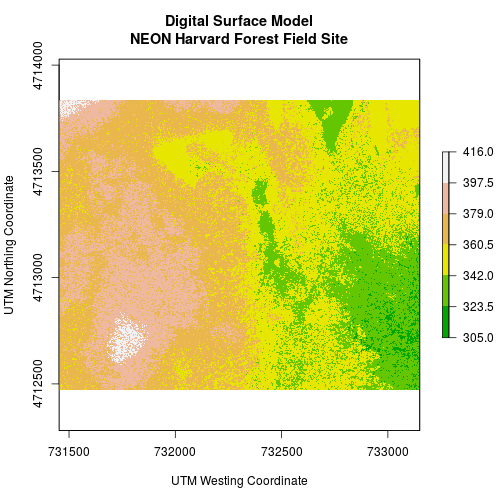 Digital Surface Model
NEON Harvard Forest Field Site
UTM Northing Coordinate
4714000
4713500
4713000
4712500
731500 732000 732500 733000
UTM Westing Coordinate
416.0
397.5
379.0
360.5
342.0
323.5
305.0